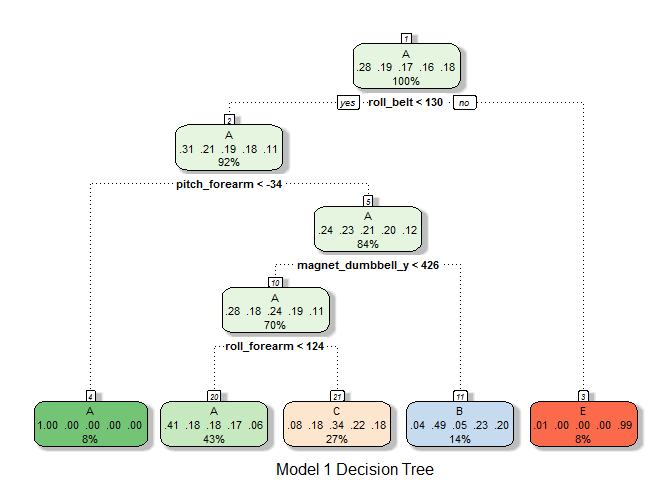 1
A
.28 .19 .17 .16 .18
100%
yes roll_belt < 130 no
2
A
.31 .21 .19 .18 .11
92%
pitch_forearm < -34
5
A
.24 .23 .21 .20 .12
84%
magnet_dumbbell_y < 426
10
A
.28 .18 .24 .19 .11
70%
roll_forearm < 124
4
A
1.00 .00 .00 .00 .00
8%
20
A
.41 .18 .18 .17 .06
43%
21
C
.08 .18 .34 .22 .18
27%
11
B
.04 .49 .05 .23 .20
14%
3
E
.01 .00 .00 .00 .99
8%
Model 1 Decision Tree